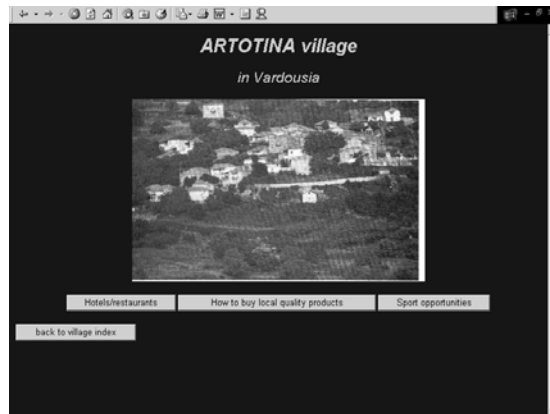 ARTOTINA village
in Vardousia
Hotels/restaurants
How to buy local quality products
Sport opportunities
back to village index